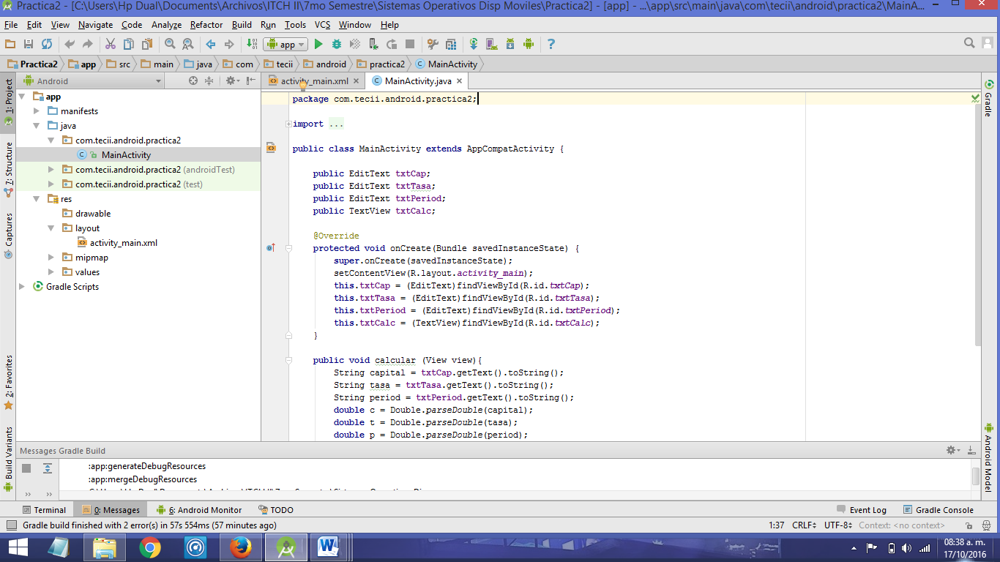 Practica2 - [C:\Users\Hp Dual\Documents\Archivos\ITCH II\7mo Semestre\Sistemas Operativos Disp Moviles\Practica2] - [app] - ...\app\src\main\java\com\tecii\android\practica2\MainA...
File Edit View Navigate Code Analyze Refactor Build Run Tools VCS Window Help
app
Practica2 app src main java com tecii android practica2 MainActivity
Android
activity_main.xml
MainActivity.java
1: Project
7: Structure
Captures
2: Favorites
Build Variants
app
manifests
java
com.tecii.android.practica2
MainActivity
com.tecii.android.practica2 (androidTest)
com.tecii.android.practica2 (test)
res
drawable
layout
activity_main.xml
mipmap
values
Gradle Scripts
package com.tecii.android.practica2;
import ...
public class MainActivity extends AppCompatActivity {
public EditText txtCap;
public EditText txtTasa;
public EditText txtPeriod;
public TextView txtCalc;
@Override
protected void onCreate(Bundle savedInstanceState) {
super.onCreate(savedInstanceState);
setContentView(R.layout.activity_main);
this.txtCap = (EditText)findViewById(R.id.txtCap);
this.txtTasa = (EditText)findViewById(R.id.txtTasa);
this.txtPeriod = (EditText)findViewById(R.id.txtPeriod);
this.txtCalc = (TextView)findViewById(R.id.txtCalc);
}
public void calcular (View view){
String capital = txtCap.getText().toString();
String tasa = txtTasa.getText().toString();
String period = txtPeriod.getText().toString();
double c = Double.parseDouble(capital);
double t = Double.parseDouble(tasa);
double p = Double.parseDouble(period);
Gradle
Android Model
Messages Gradle Build
:app:generateDebugResources
:app:mergeDebugResources
Terminal 0: Messages 6: Android Monitor TODO Event Log Gradle Console
Gradle build finished with 2 error(s) in 57s 554ms (57 minutes ago) 1:37 CRLF UTF-8 Context: <no context>
08:38 a. m.
17/10/2016